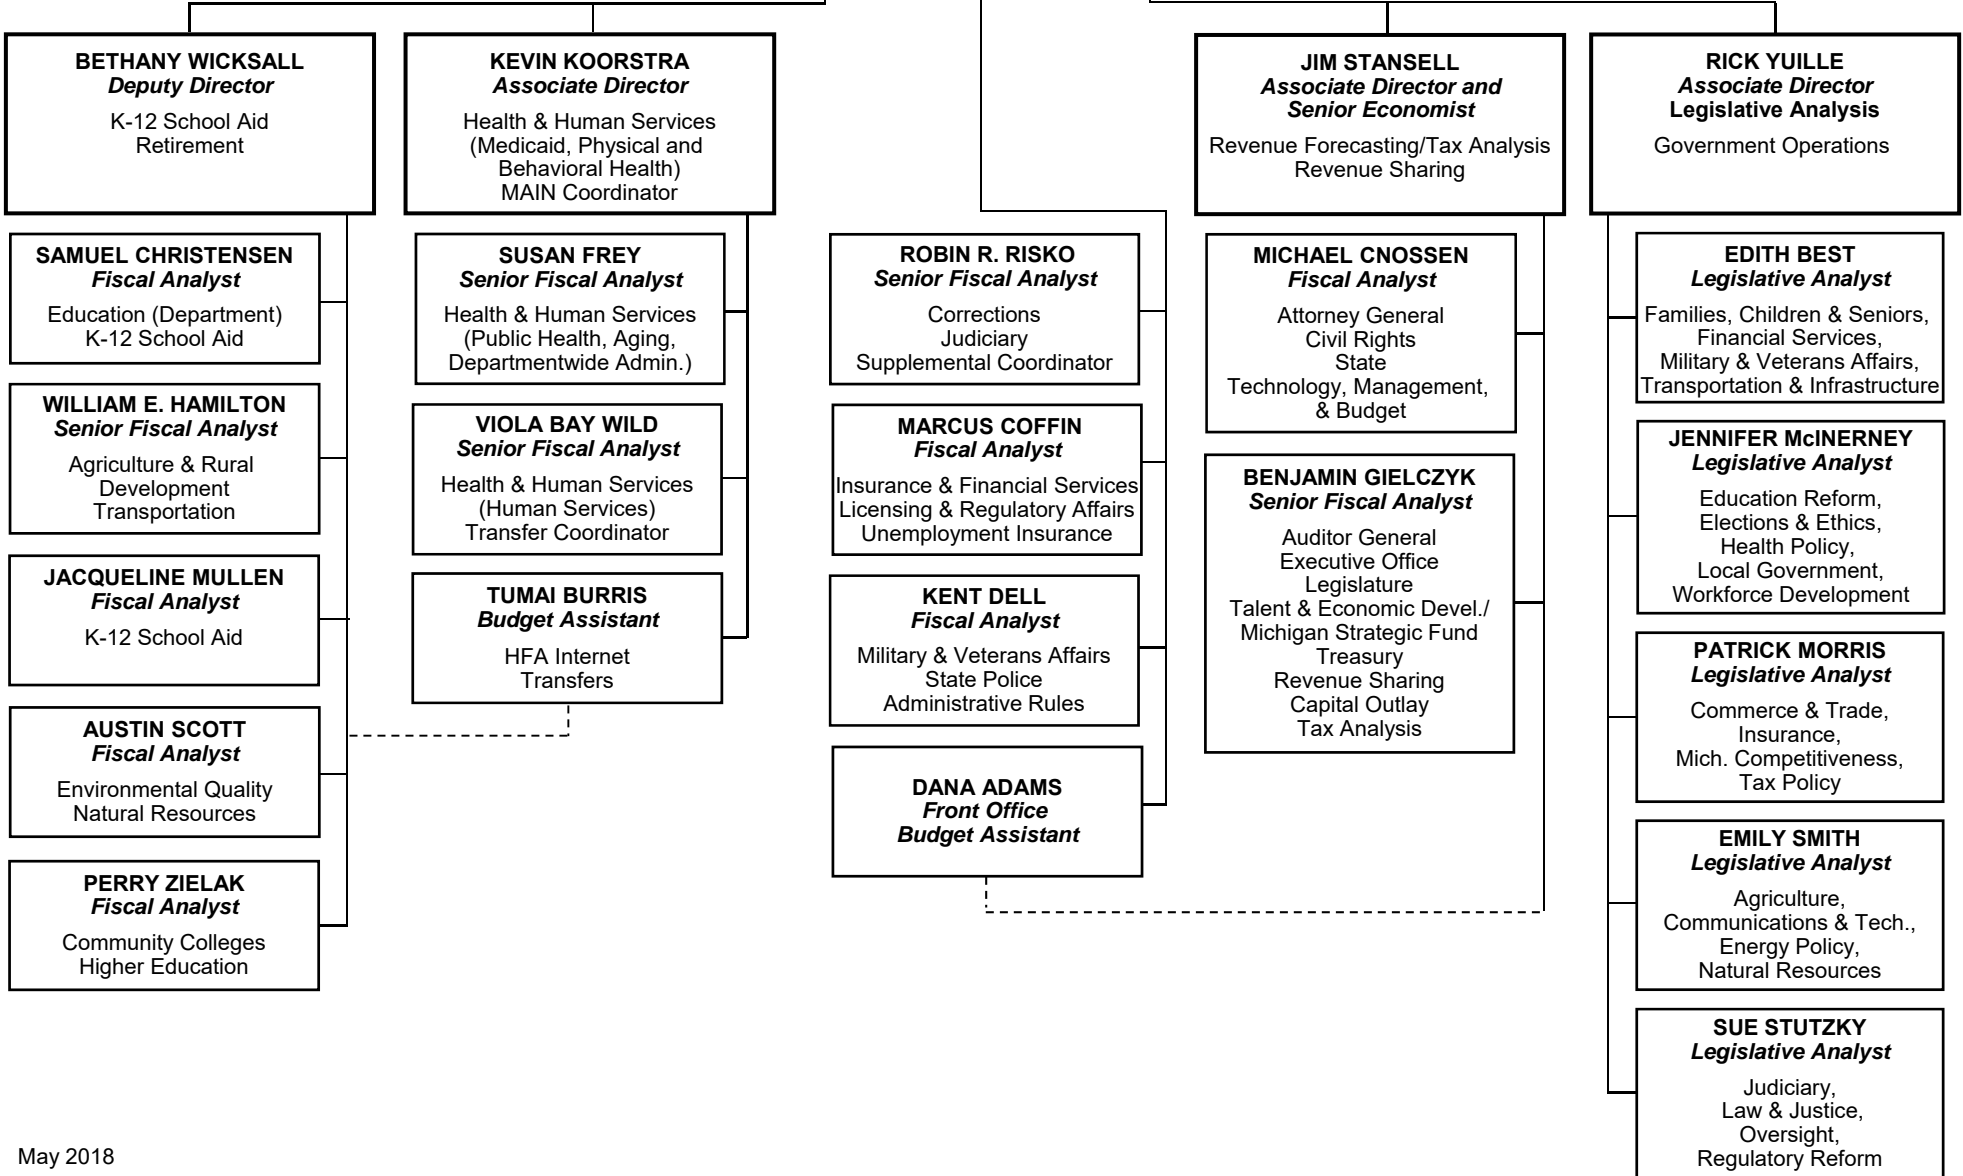 BETHANY WICKSALL
Deputy Director
K-12 School Aid
Retirement
KEVIN KOORSTRA
Associate Director
Health & Human Services
(Medicaid, Physical and
Behavioral Health)
MAIN Coordinator
JIM STANSELL
Associate Director and
Senior Economist
Revenue Forecasting/Tax Analysis
Revenue Sharing
RICK YUILLE
Associate Director
Legislative Analysis
Government Operations
SAMUEL CHRISTENSEN
Fiscal Analyst
Education (Department)
K-12 School Aid
WILLIAM E. HAMILTON
Senior Fiscal Analyst
Agriculture & Rural
Development
Transportation
JACQUELINE MULLEN
Fiscal Analyst
K-12 School Aid
AUSTIN SCOTT
Fiscal Analyst
Environmental Quality
Natural Resources
PERRY ZIELAK
Fiscal Analyst
Community Colleges
Higher Education
SUSAN FREY
Senior Fiscal Analyst
Health & Human Services
(Public Health, Aging,
Departmentwide Admin.)
VIOLA BAY WILD
Senior Fiscal Analyst
Health & Human Services
(Human Services)
Transfer Coordinator
TUMAI BURRIS
Budget Assistant
HFA Internet
Transfers
ROBIN R. RISKO
Senior Fiscal Analyst
Corrections
Judiciary
Supplemental Coordinator
MARCUS COFFIN
Fiscal Analyst
Insurance & Financial Services
Licensing & Regulatory Affairs
Unemployment Insurance
KENT DELL
Fiscal Analyst
Military & Veterans Affairs
State Police
Administrative Rules
DANA ADAMS
Front Office
Budget Assistant
MICHAEL CNOSSEN
Fiscal Analyst
Attorney General
Civil Rights
State
Technology, Management,
& Budget
BENJAMIN GIELCZYK
Senior Fiscal Analyst
Auditor General
Executive Office
Legislature
Talent & Economic Devel./
Michigan Strategic Fund
Treasury
Revenue Sharing
Capital Outlay
Tax Analysis
EDITH BEST
Legislative Analyst
Families, Children & Seniors,
Financial Services,
Military & Veterans Affairs,
Transportation & Infrastructure
JENNIFER McINERNEY
Legislative Analyst
Education Reform,
Elections & Ethics,
Health Policy,
Local Government,
Workforce Development
PATRICK MORRIS
Legislative Analyst
Commerce & Trade,
Insurance,
Mich. Competitiveness,
Tax Policy
EMILY SMITH
Legislative Analyst
Agriculture,
Communications & Tech.,
Energy Policy,
Natural Resources
SUE STUTZKY
Legislative Analyst
Judiciary,
Law & Justice,
Oversight,
Regulatory Reform
May 2018